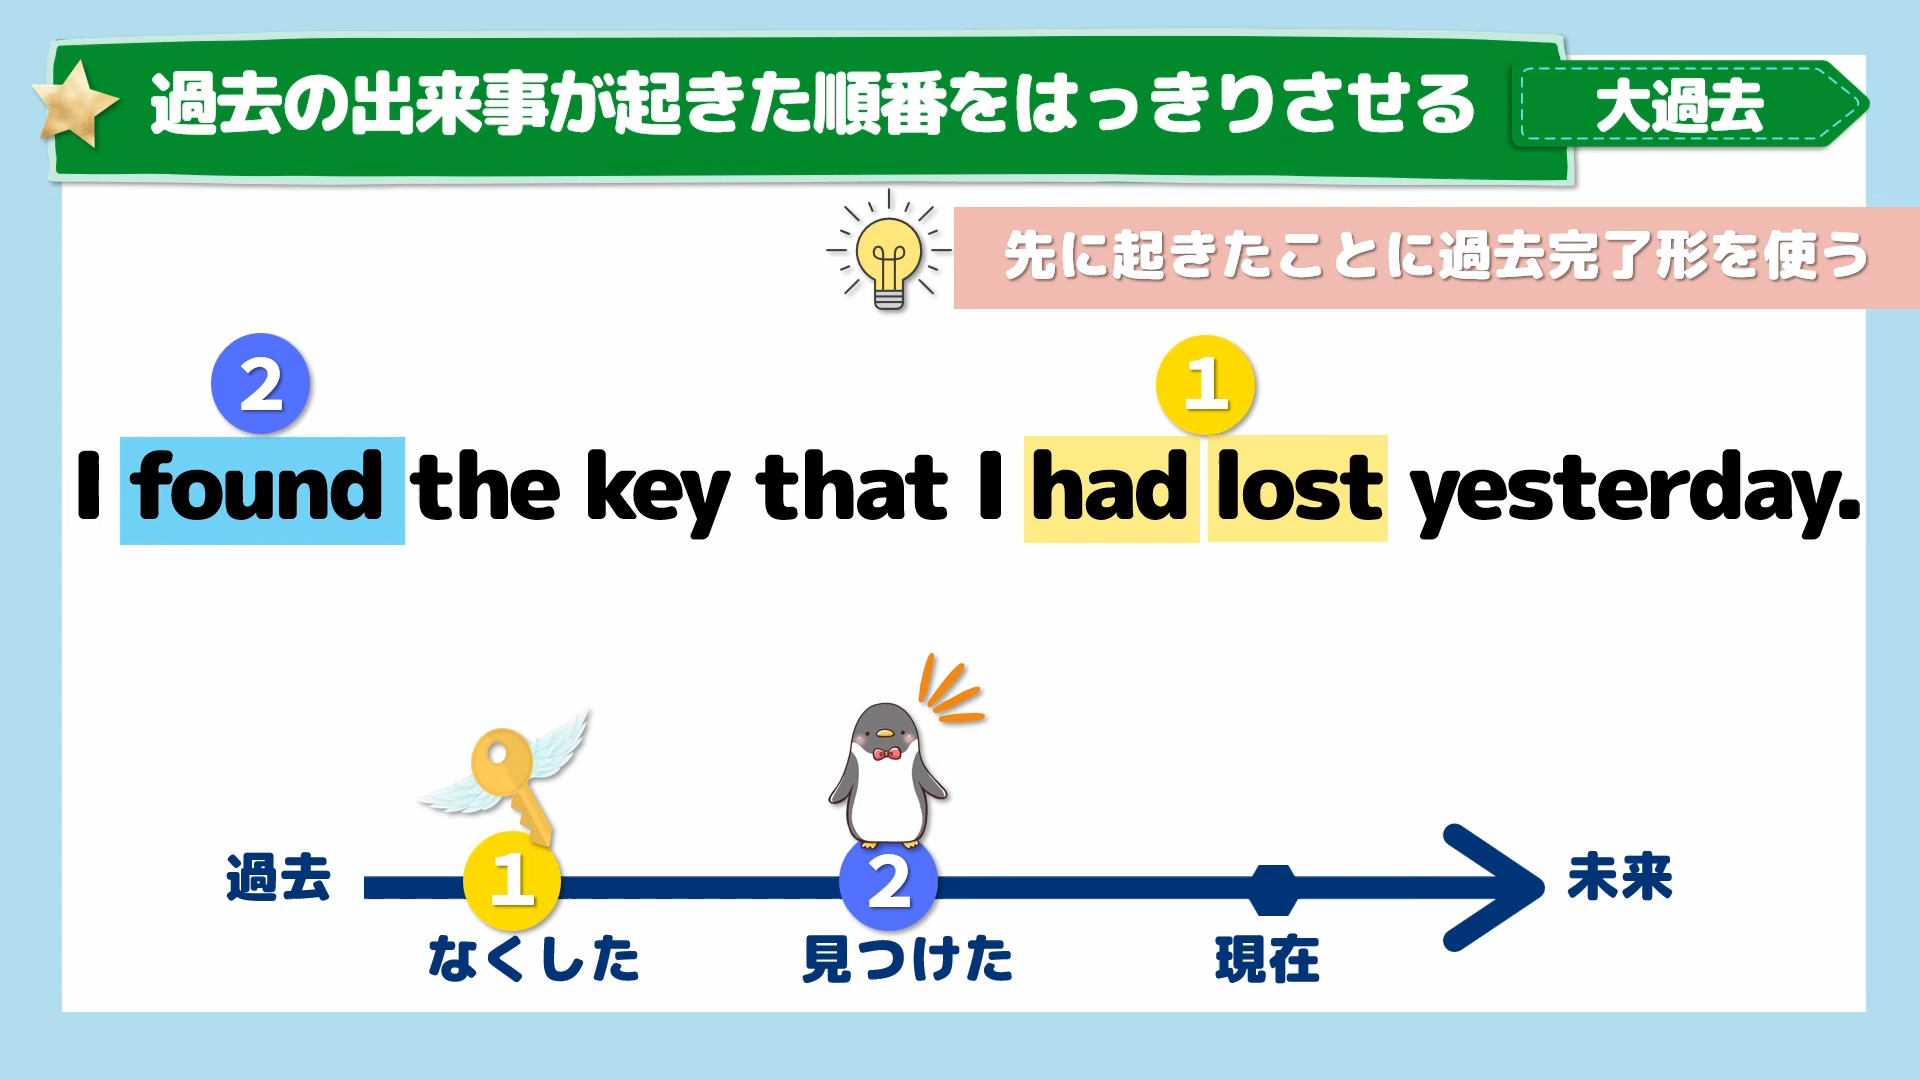 過去の出来事が起きた順番をはっきりさせる
大過去
先に起きたことに過去完了形を使う
2
1
I found the key that I had lost yesterday.
過去
1
2
未来
なくした
見つけた
現在